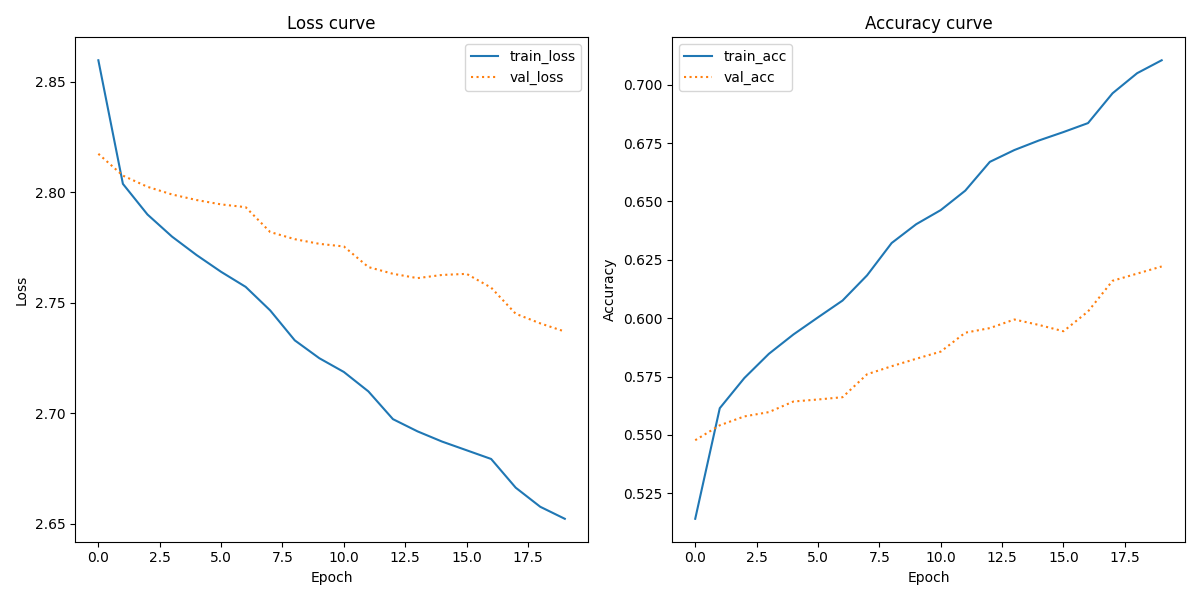 Loss curve
train_loss
val_loss
2.85
2.80
2.75
2.70
2.65
Loss
0.0 2.5 5.0 7.5 10.0 12.5 15.0 17.5
Epoch
Accuracy curve
train_acc
val_acc
0.700
0.675
0.650
0.625
0.600
0.575
0.550
0.525
Accuracy
0.0 2.5 5.0 7.5 10.0 12.5 15.0 17.5
Epoch